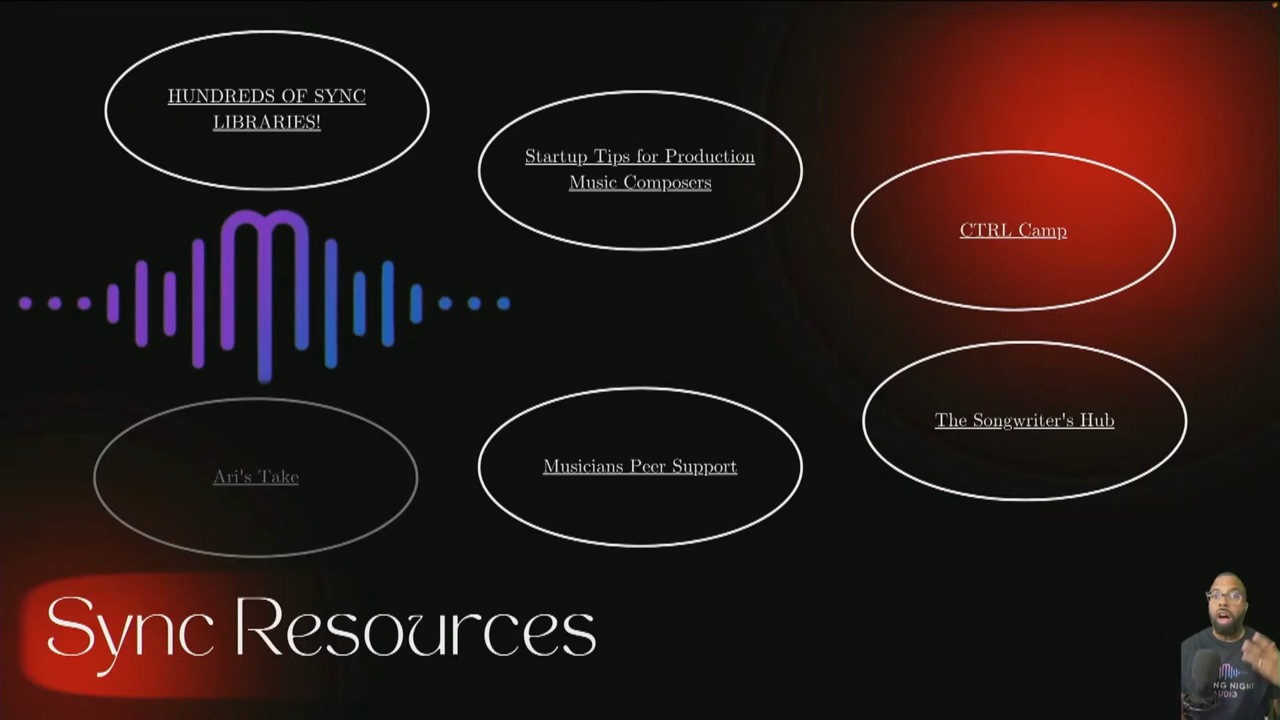 HUNDREDS OF SYNC
LIBRARIES!
Startup Tips for Production
Music Composers
CTRL Camp
The Songwriter's Hub
Musicians Peer Support
Ari's Take
Sync Resources
NIGHT